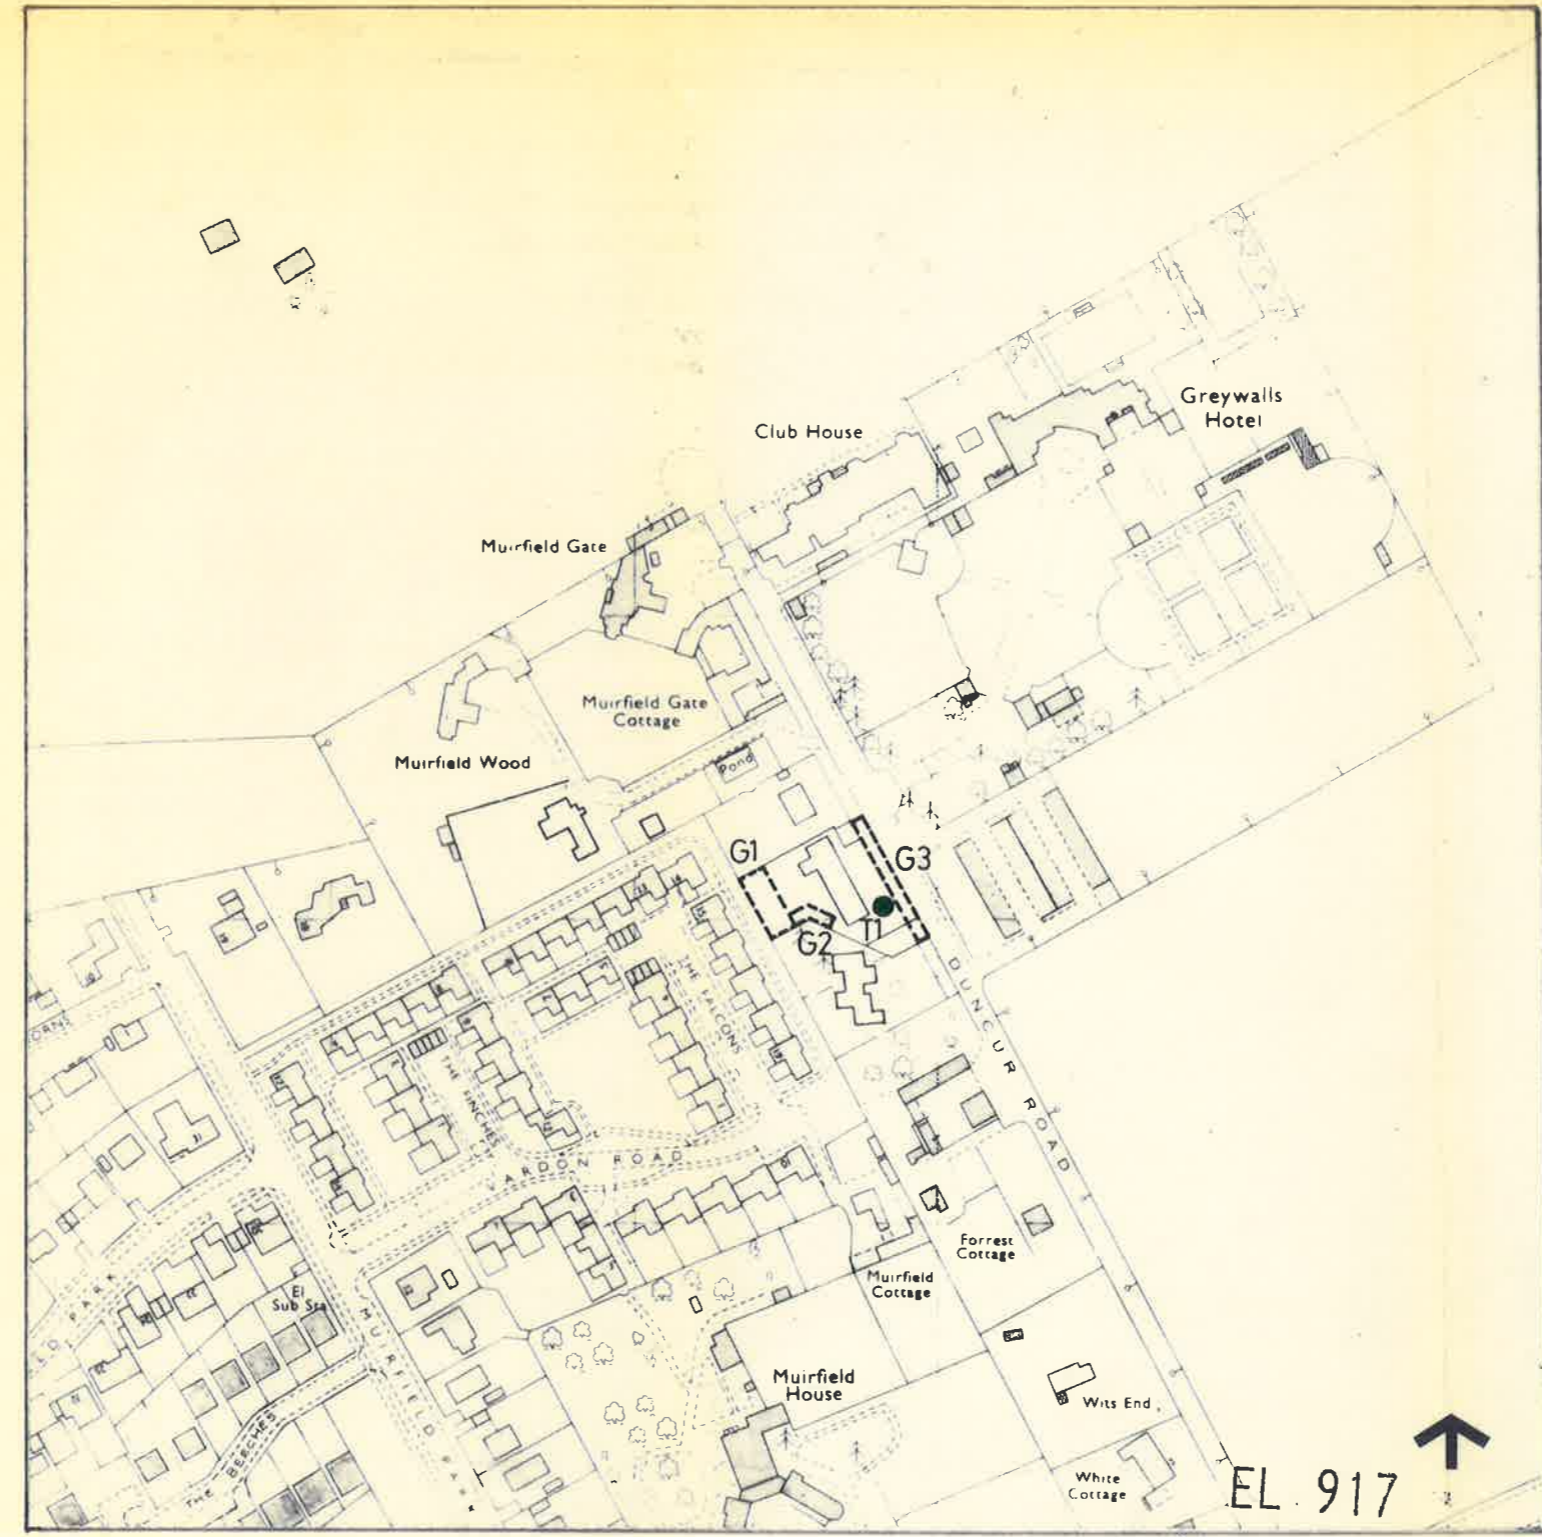 Greywalls
Hotel
Club House
Muirfield Gate
Muirfield Gate
Cottage
Muirfield Wood
Pond
G1
G3
G2
T1
DUNCUR ROAD
THE FALCONS
THE FINCHES
VARDON ROAD
Forrest
Cottage
Muirfield
Cottage
El
Sub Sta
MUIRFIELD PARK
Muirfield
House
Wits End
THE BEECHES
White
Cottage
EL 917